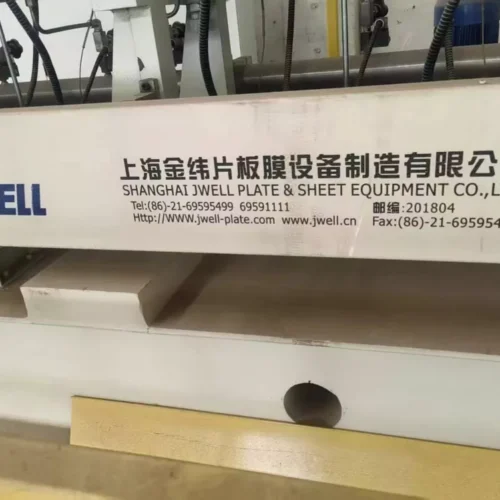 WELL
上海金纬片板膜设备制造有限公
SHANGHAI JWELL PLATE & SHEET EQUIPMENT CO.,L
Tel:(86)-21-69595499 69591111 邮编:201804
Http://WWW.jwell-plate.com www.jwell.cn Fax:(86)-21-695954